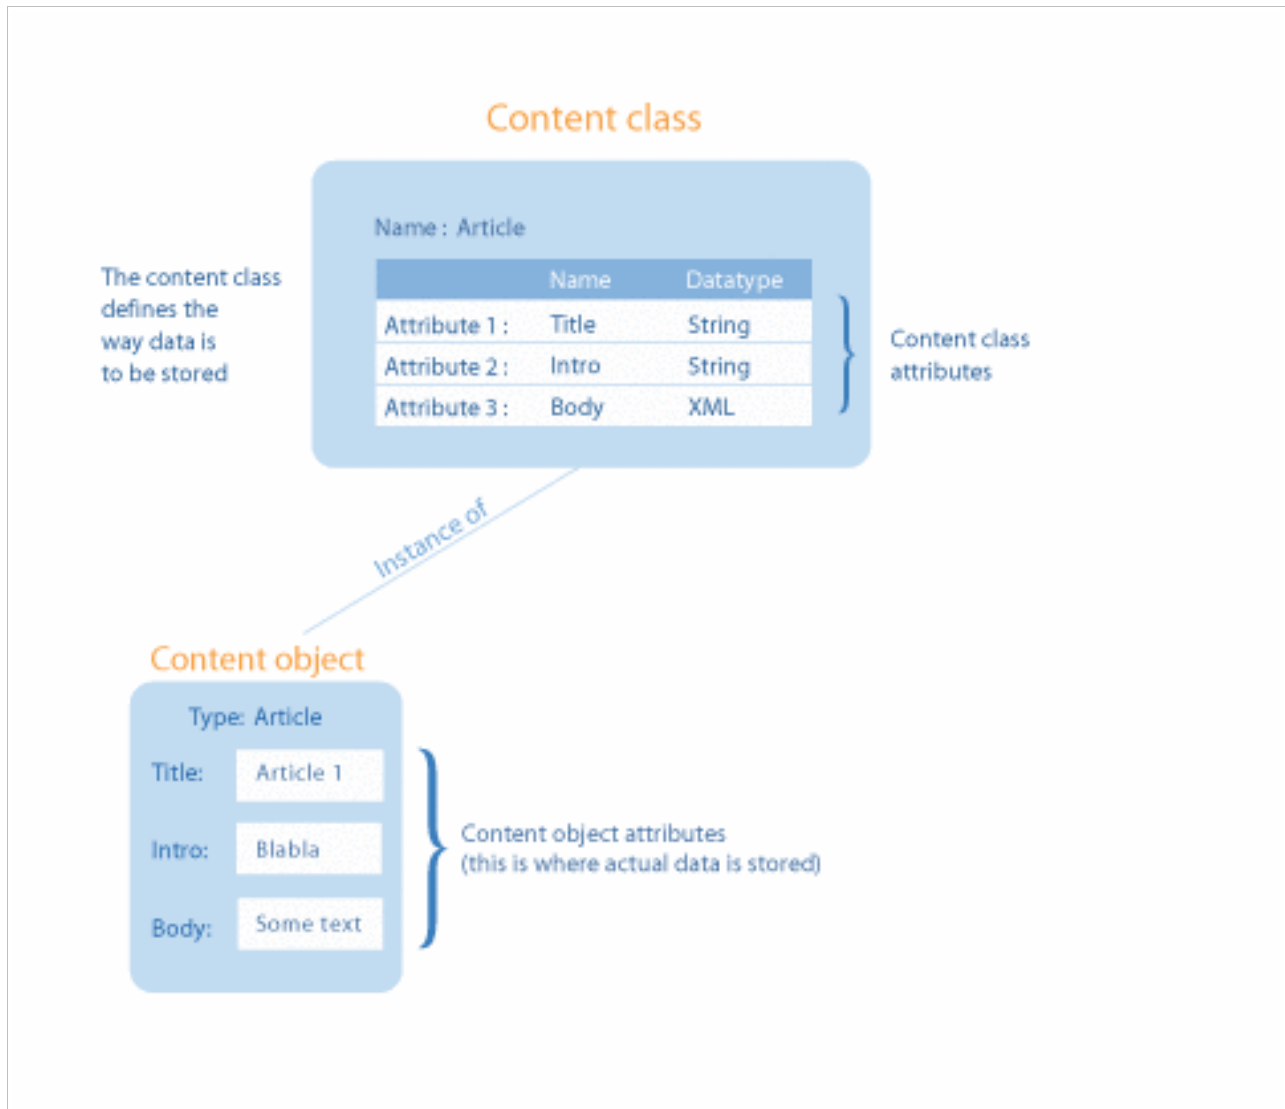 Content class
Name : Article
The content class
defines the
way data is
to be stored
Name Datatype
Attribute 1 : Title String
Attribute 2 : Intro String
Attribute 3 : Body XML
Content class
attributes
Instance of
Content object
Type: Article
Title: Article 1
Intro: Blabla
Body: Some text
Content object attributes
(this is where actual data is stored)